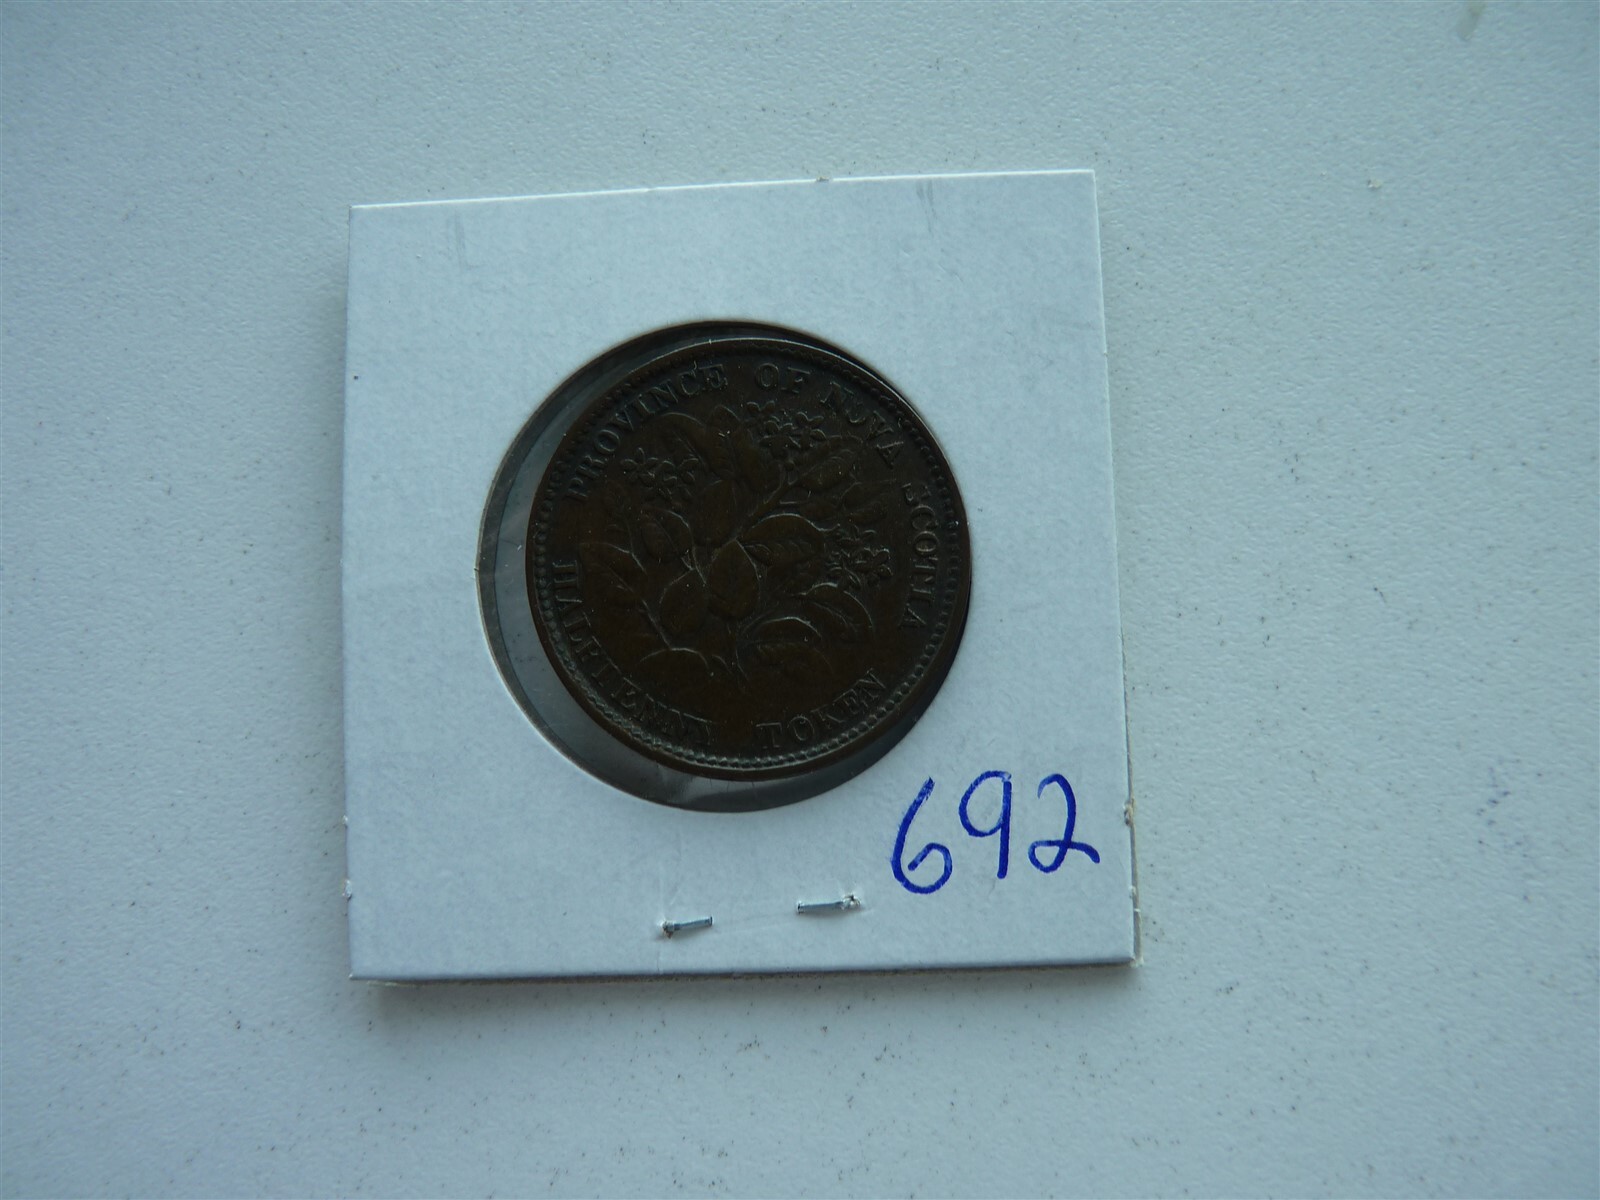 PROVINCE OF NOVA SCOTIA
HALFPENNY TOKEN
692